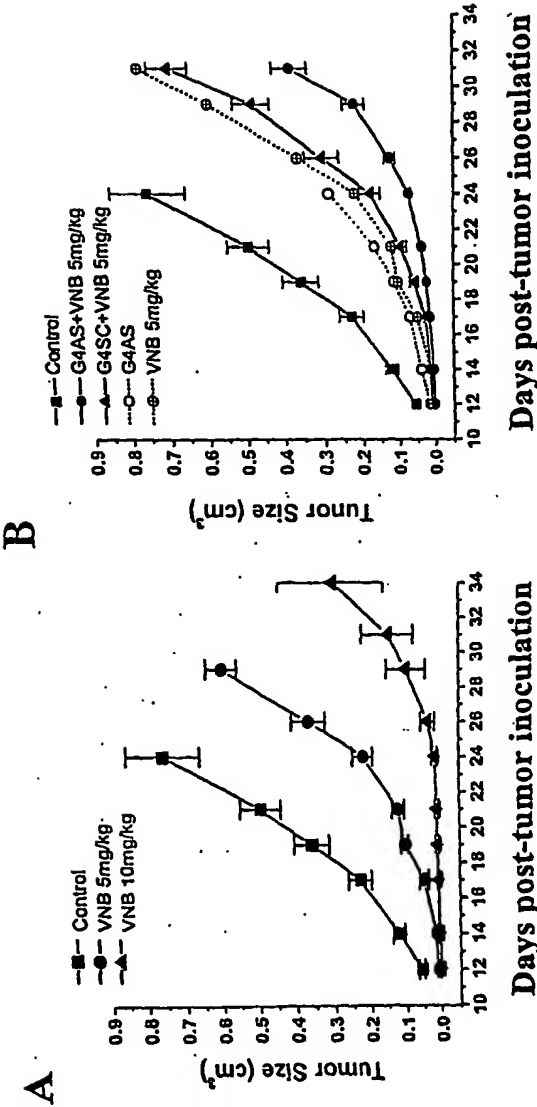 A
Tumor Size (cm³)
0.9
0.8
0.7
0.6
0.5
0.4
0.3
0.2
0.1
0.0
Control
VNB 5mg/kg
VNB 10mg/kg
10 12 14 16 18 20 22 24 26 28 30 32 34
Days post-tumor inoculation
B
Tumor Size (cm³)
0.9
0.8
0.7
0.6
0.5
0.4
0.3
0.2
0.1
0.0
Control
G4AS+VNB 5mg/kg
G4SC+VNB 5mg/kg
G4AS
VNB 5mg/kg
10 12 14 16 18 20 22 24 26 28 30 32 34
Days post-tumor inoculation